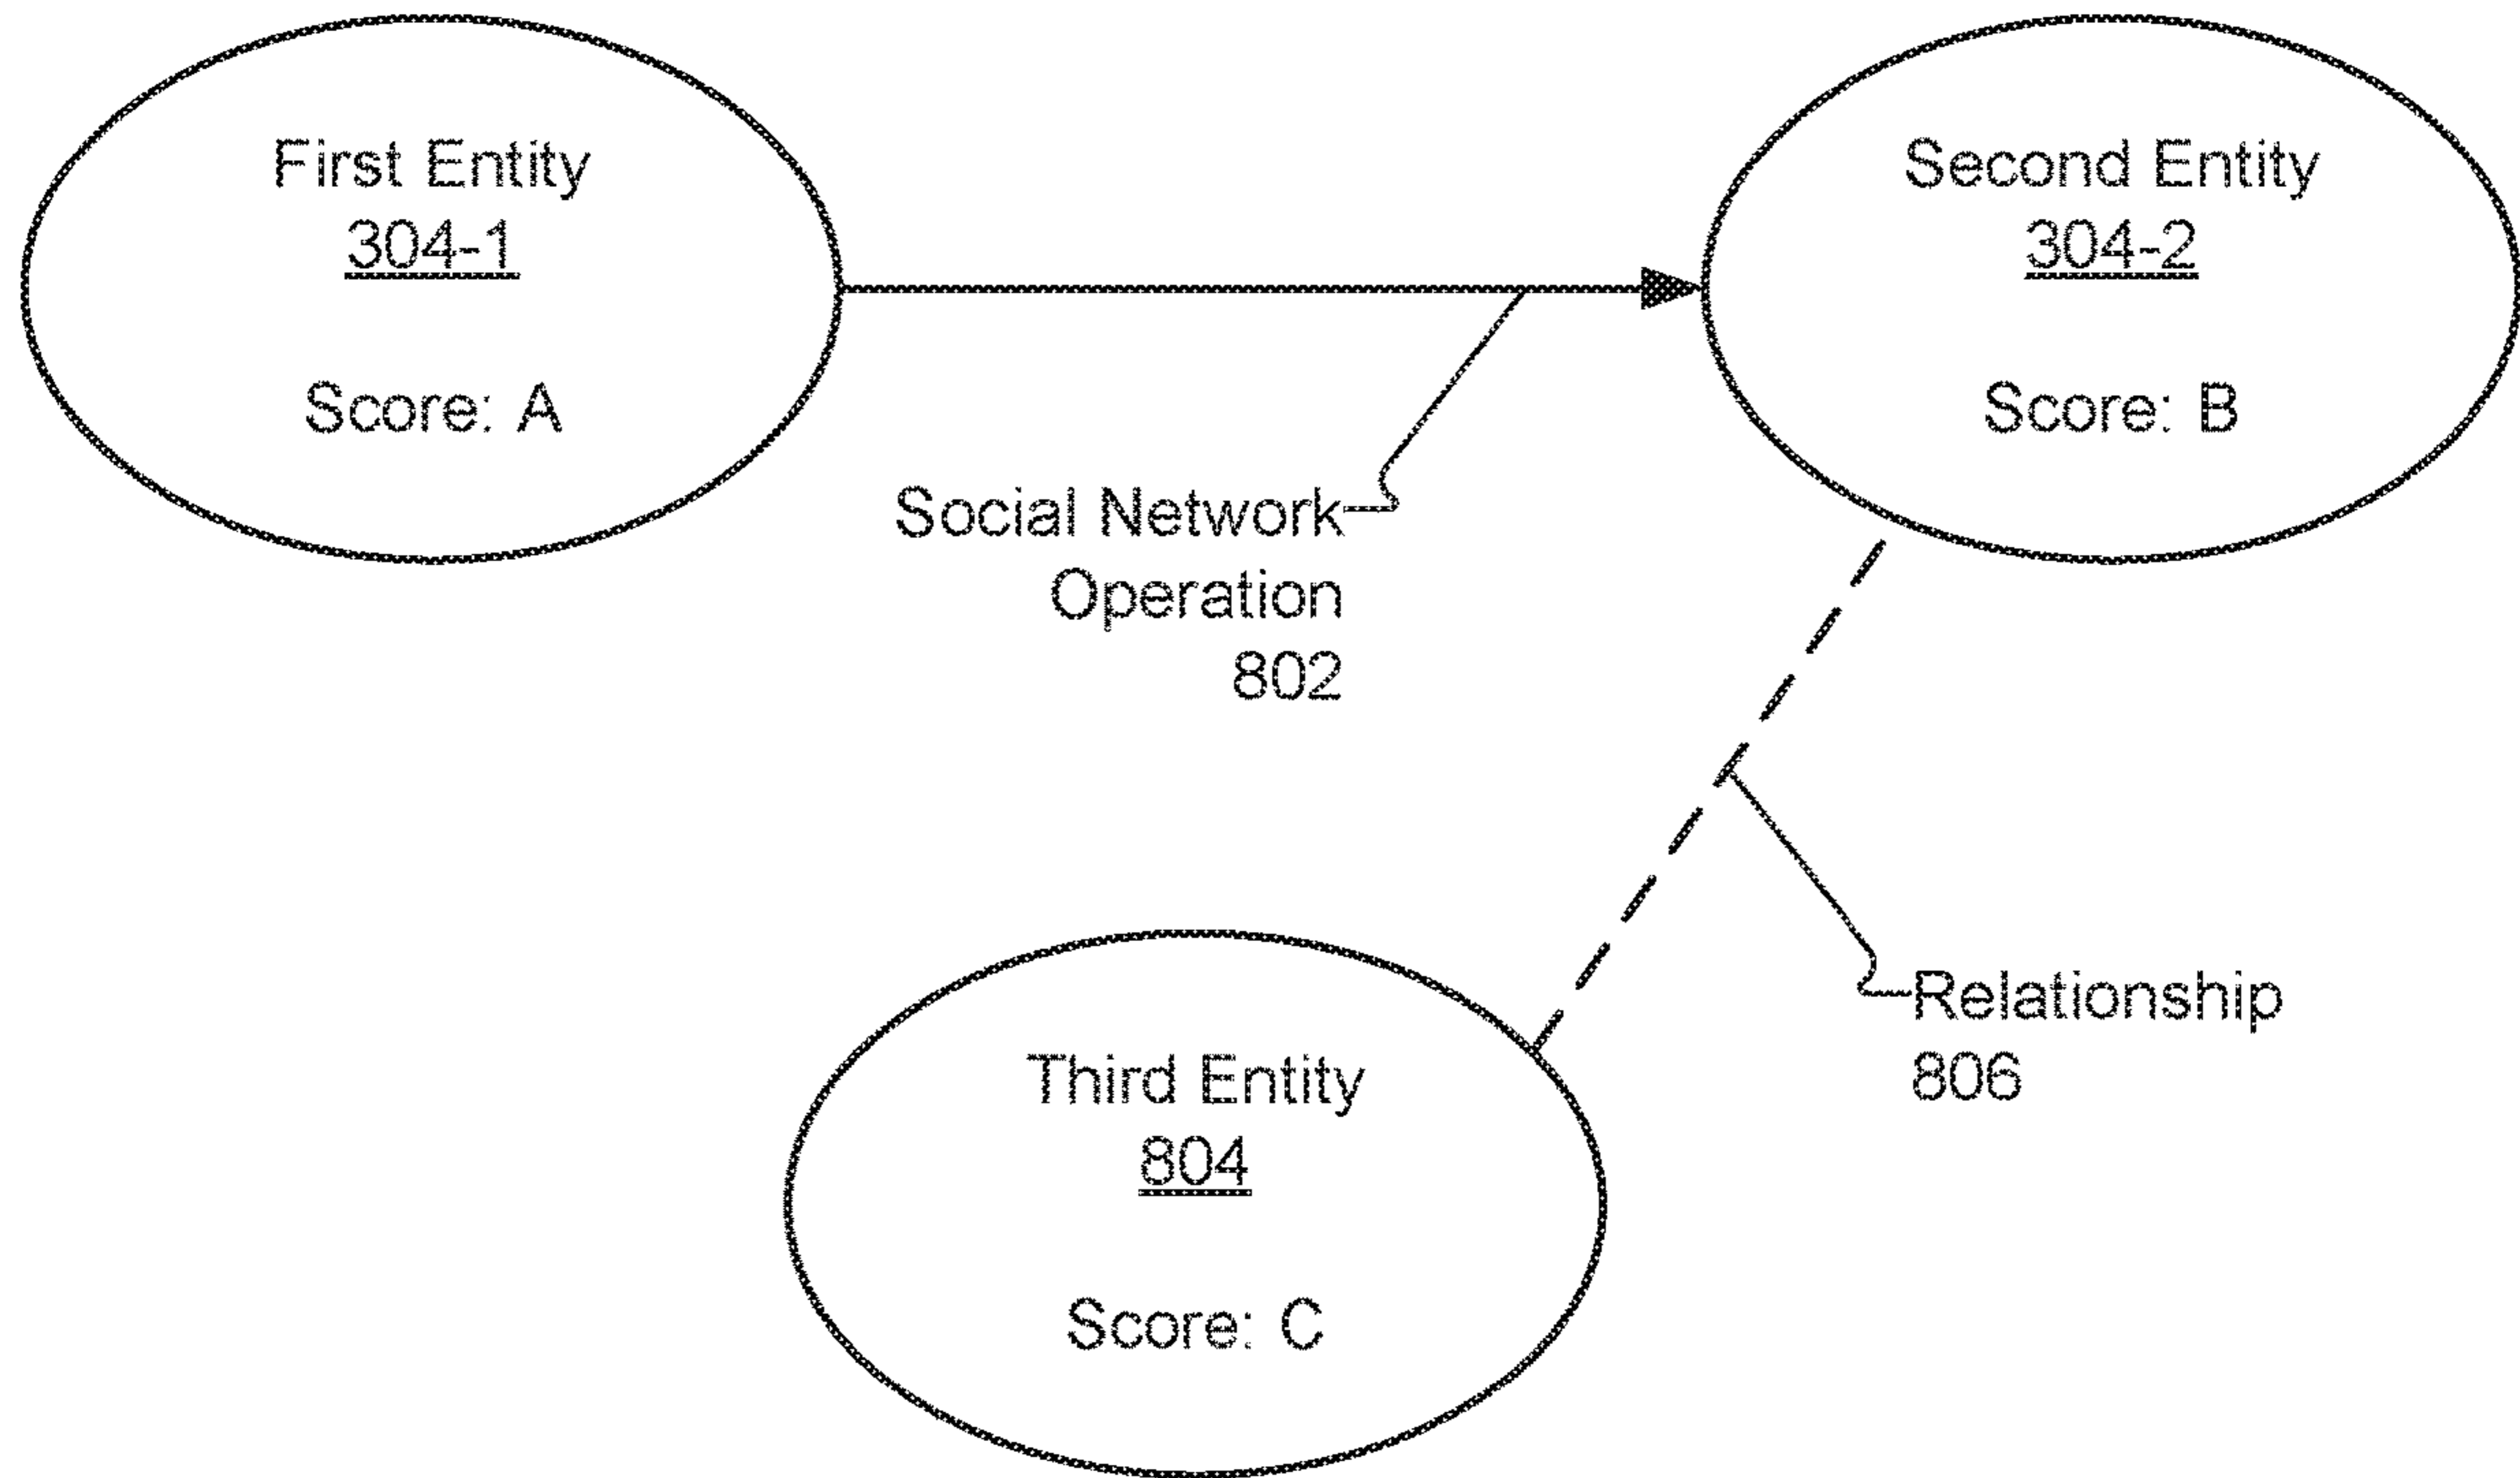 First Entity
304-1
Score: A
Second Entity
304-2
Score: B
Social Network
Operation
802
Relationship
806
Third Entity
804
Score: C